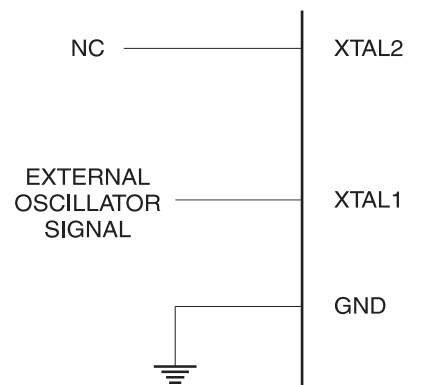 NC
XTAL2
EXTERNAL
OSCILLATOR
SIGNAL
XTAL1
GND